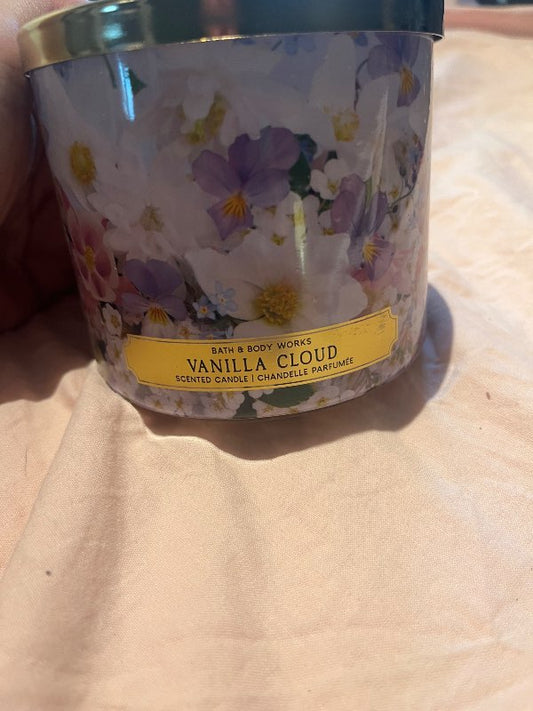 BATH & BODY WORKS
VANILLA CLOUD
SCENTED CANDLE | CHANDELLE PARFUMÉE